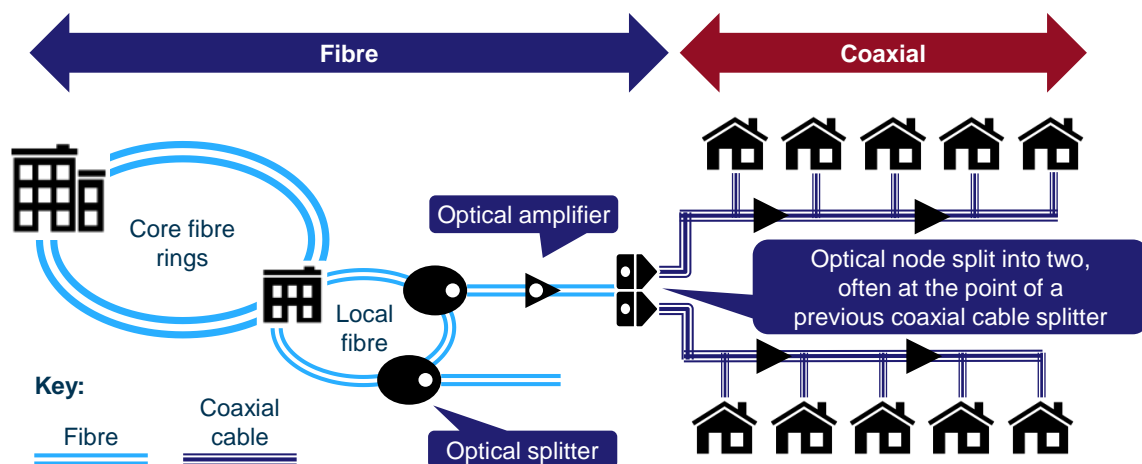 Fibre
Coaxial
Core fibre
rings
Optical amplifier
Optical node split into two,
often at the point of a
previous coaxial cable splitter
Local
fibre
Key:
Fibre
Coaxial
cable
Optical splitter